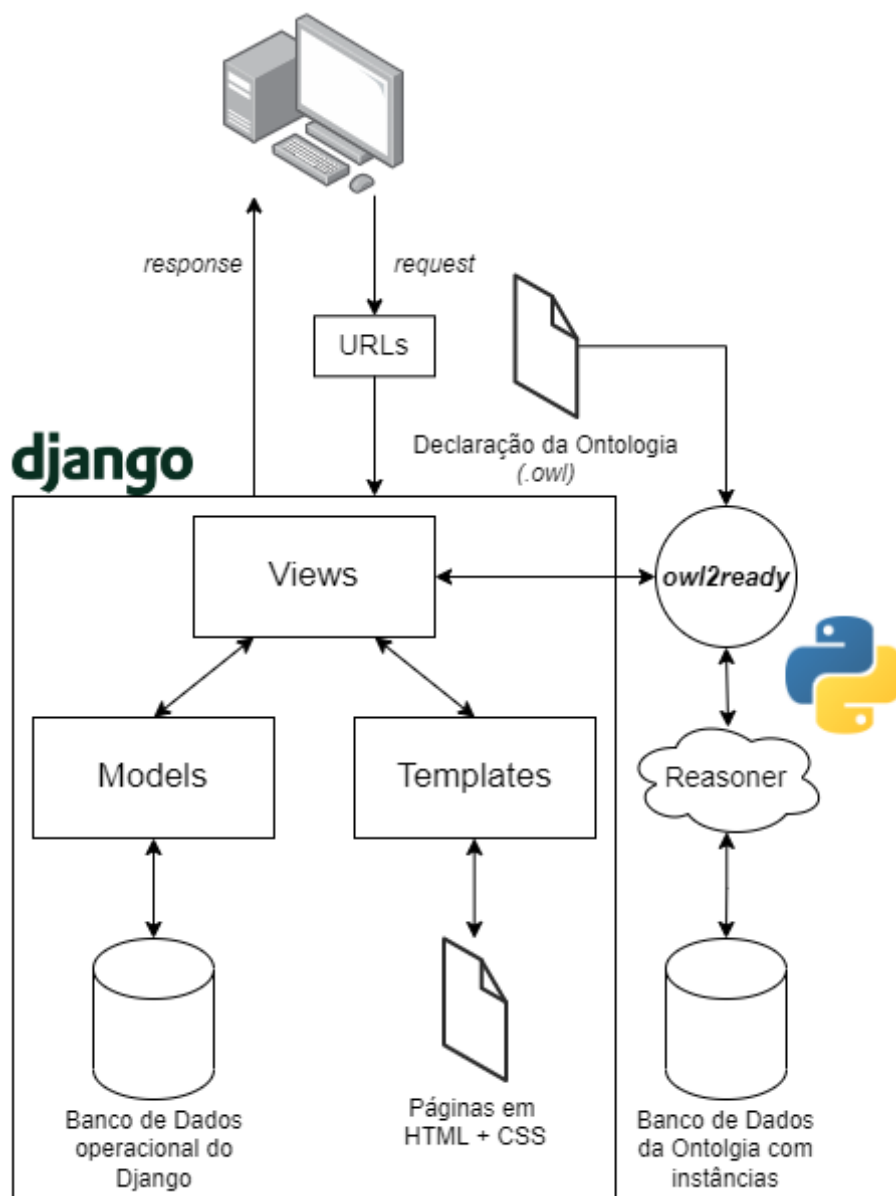 response
request
URLs
Declaração da Ontologia
(.owl)
django
Views
owl2ready
Models
Templates
Reasoner
Banco de Dados
operacional do
Django
Páginas em
HTML + CSS
Banco de Dados
da Ontolgia com
instâncias